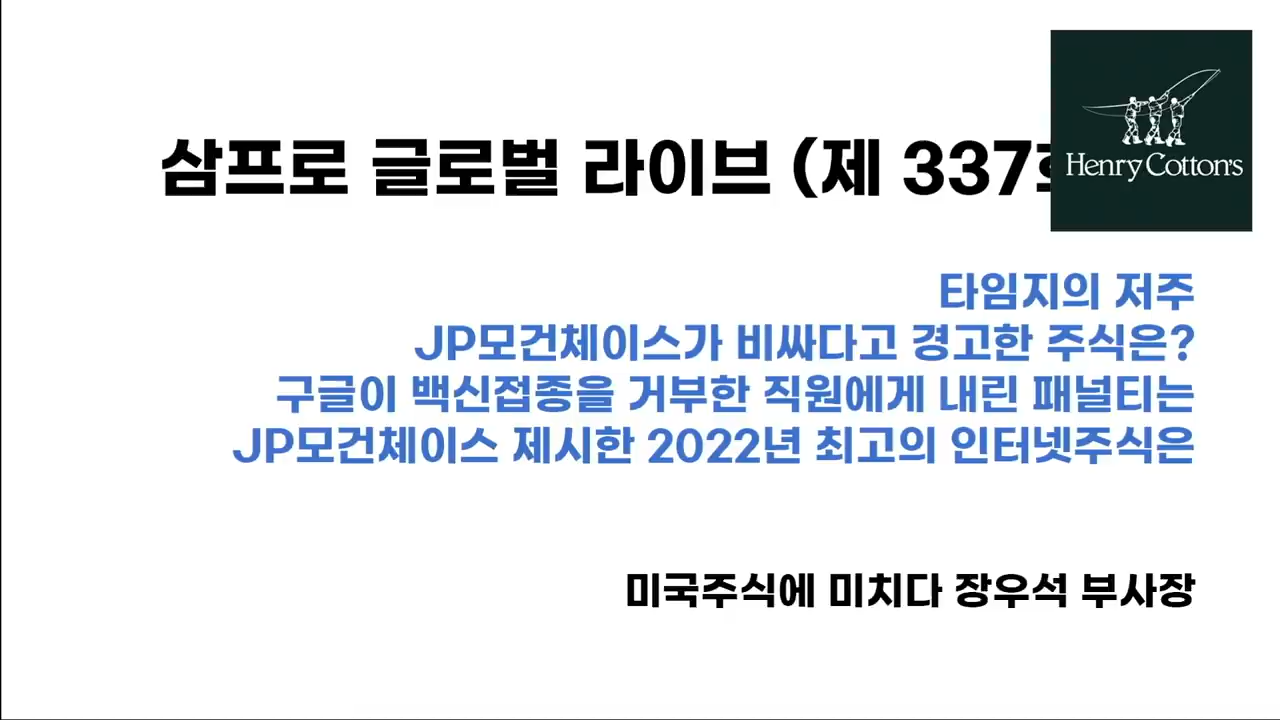 삼프로 글로벌 라이브 (제 337
Henry Cotton's
타임지의 저주
JP모건체이스가 비싸다고 경고한 주식은?
구글이 백신접종을 거부한 직원에게 내린 패널티는
JP모건체이스 제시한 2022년 최고의 인터넷주식은
미국주식에 미치다 장우석 부사장